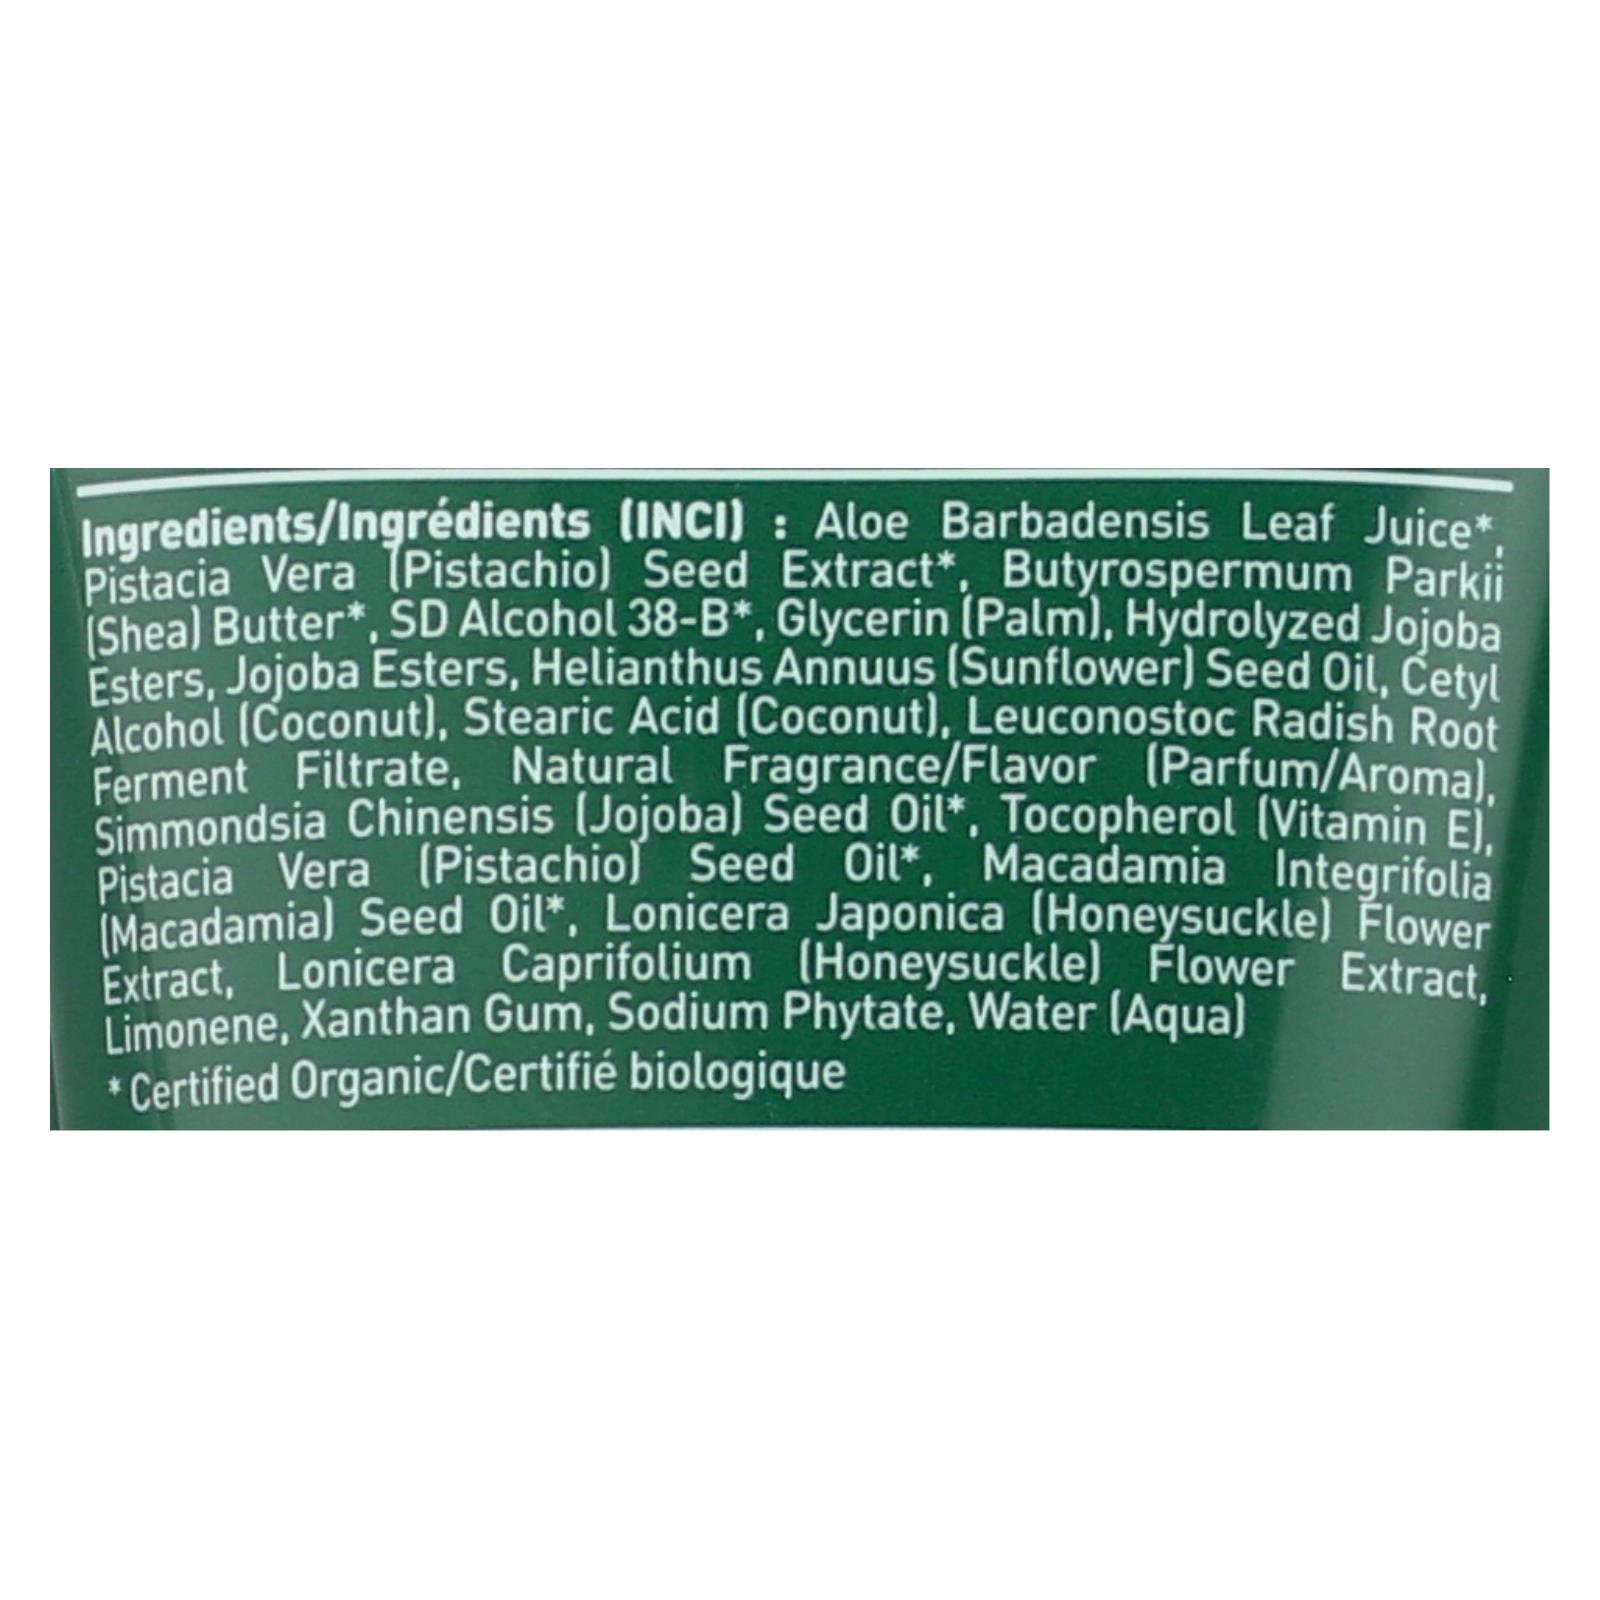 Ingredients/Ingrédients (INCI) : Aloe Barbadensis Leaf Juice*,
Pistacia Vera (Pistachio) Seed Extract*, Butyrospermum Parkii
(Shea) Butter*, SD Alcohol 38-B*, Glycerin (Palm), Hydrolyzed Jojoba
Esters, Jojoba Esters, Helianthus Annuus (Sunflower) Seed Oil, Cetyl
Alcohol (Coconut), Stearic Acid (Coconut), Leuconostoc Radish Root
Ferment Filtrate, Natural Fragrance/Flavor (Parfum/Aroma),
Simmondsia Chinensis (Jojoba) Seed Oil*, Tocopherol (Vitamin E),
Pistacia Vera (Pistachio) Seed Oil*, Macadamia Integrifolia
(Macadamia) Seed Oil*, Lonicera Japonica (Honeysuckle) Flower
Extract, Lonicera Caprifolium (Honeysuckle) Flower Extract,
Limonene, Xanthan Gum, Sodium Phytate, Water (Aqua)
* Certified Organic/Certifié biologique